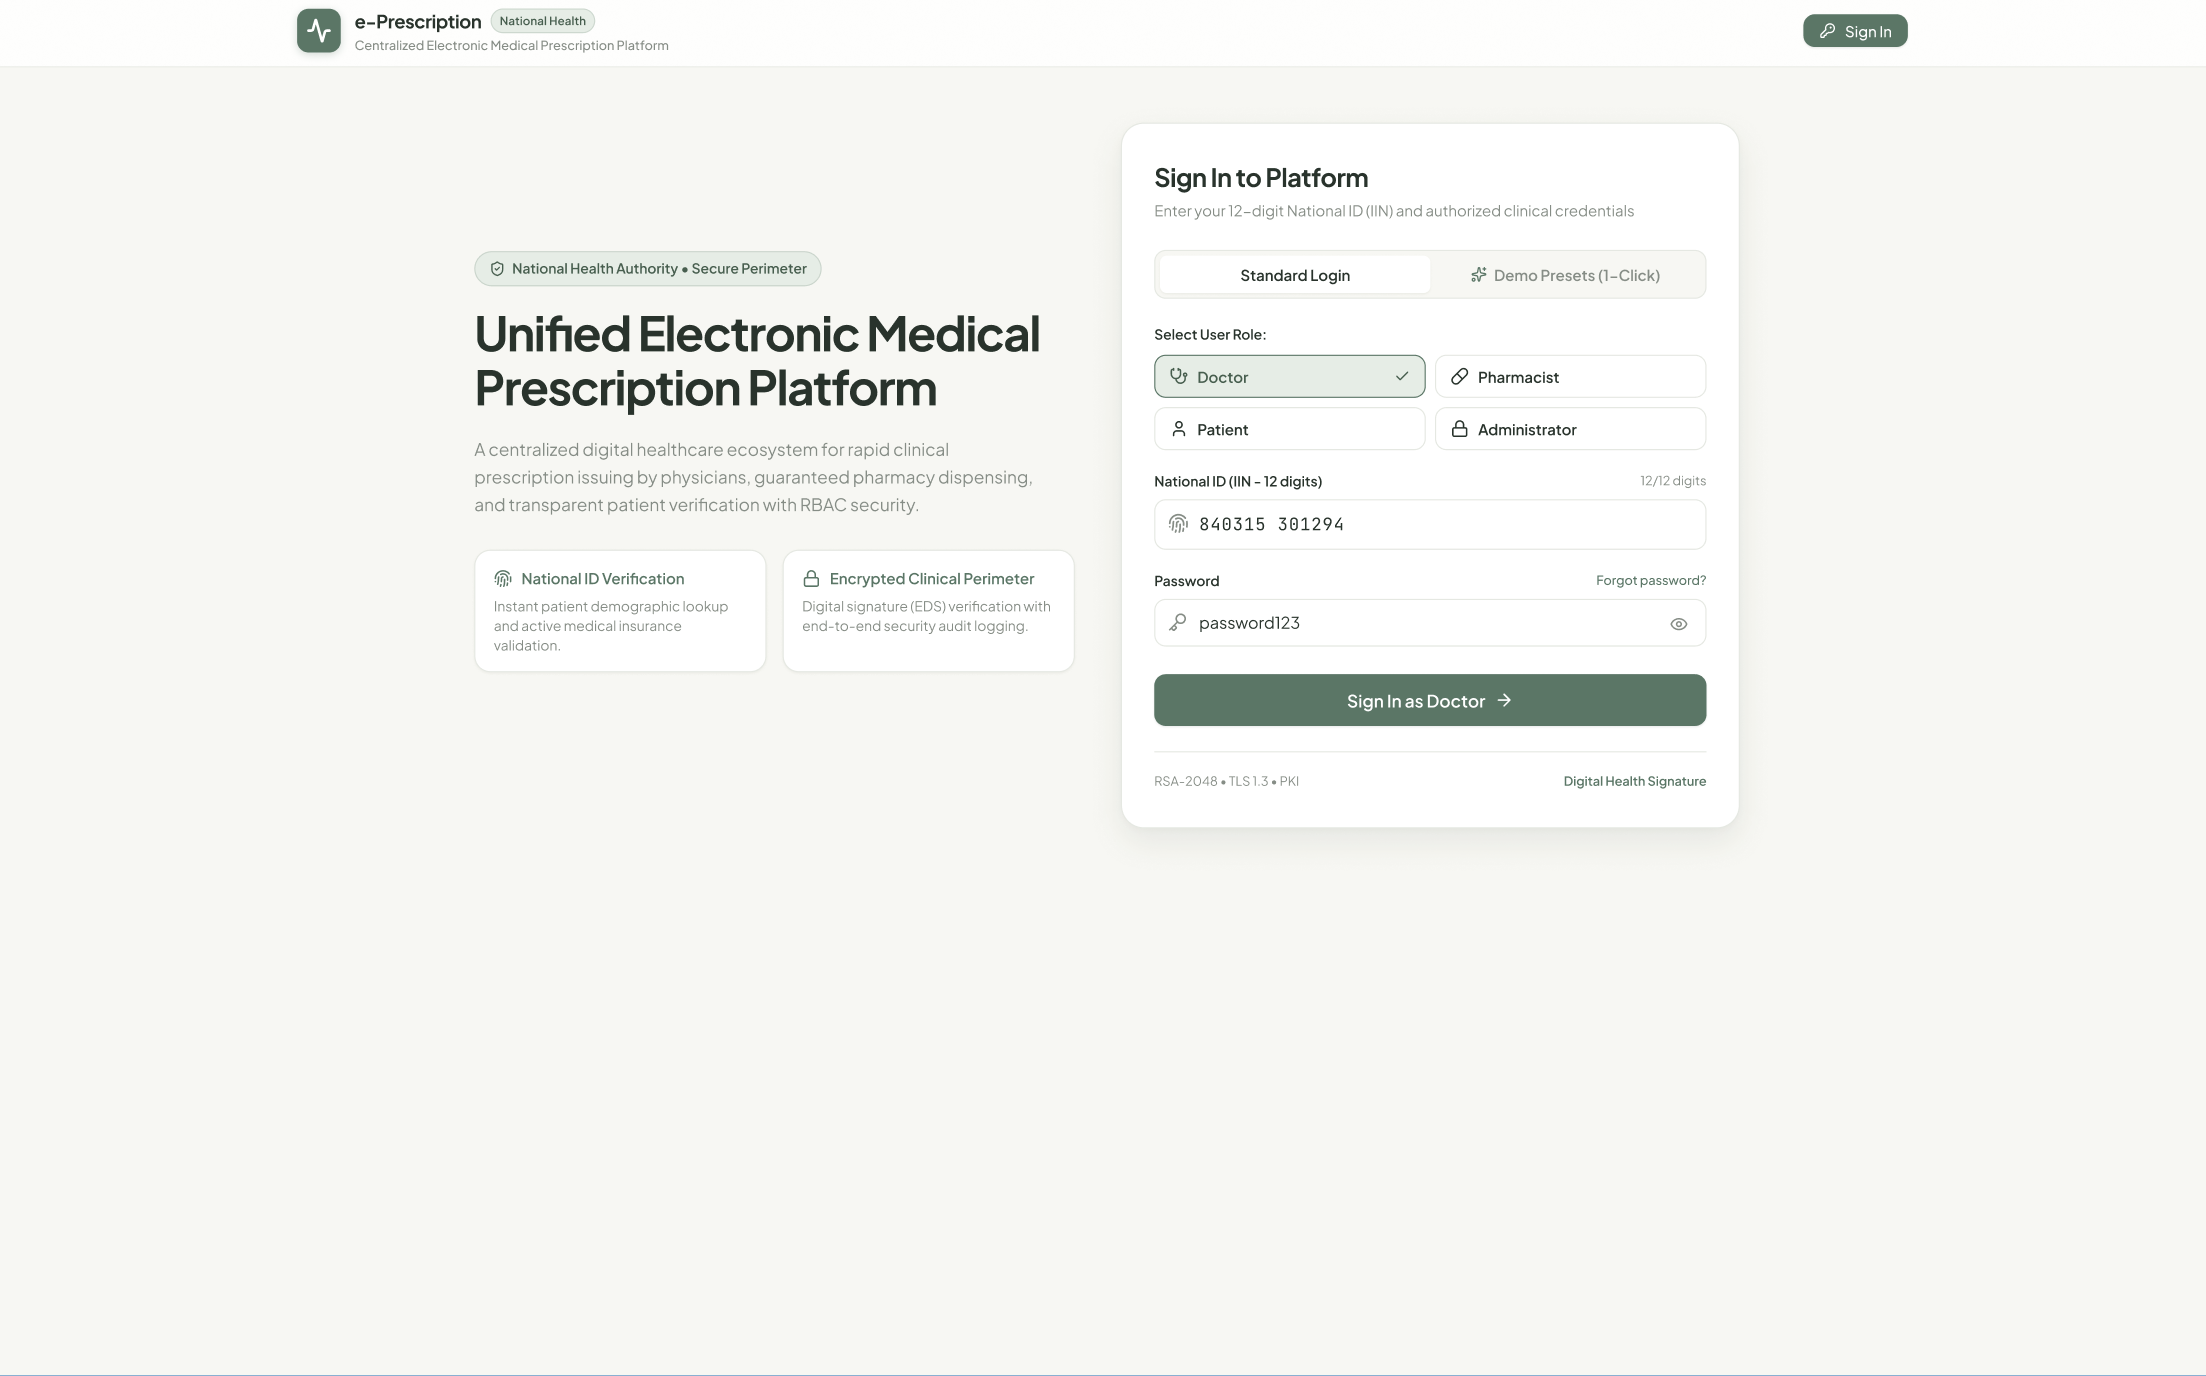 e-Prescription
National Health
Centralized Electronic Medical Prescription Platform
Sign In
National Health Authority • Secure Perimeter
Unified Electronic Medical
Prescription Platform
A centralized digital healthcare ecosystem for rapid clinical
prescription issuing by physicians, guaranteed pharmacy dispensing,
and transparent patient verification with RBAC security.
National ID Verification
Instant patient demographic lookup
and active medical insurance
validation.
Encrypted Clinical Perimeter
Digital signature (EDS) verification with
end-to-end security audit logging.
Sign In to Platform
Enter your 12-digit National ID (IIN) and authorized clinical credentials
Standard Login
Demo Presets (1-Click)
Select User Role:
Doctor
Pharmacist
Patient
Administrator
National ID (IIN - 12 digits)
12/12 digits
840315 301294
Password
Forgot password?
password123
Sign In as Doctor →
RSA-2048 • TLS 1.3 • PKI
Digital Health Signature